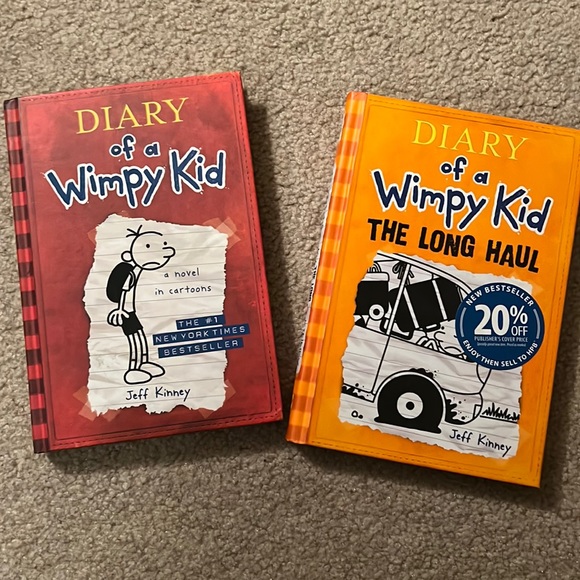 DIARY
of a
Wimpy Kid
a novel
in cartoons
THE #1
NEW YORK TIMES
BESTSELLER
Jeff Kinney
DIARY
of a
Wimpy Kid
THE LONG HAUL
NEW BESTSELLER
20% OFF
PUBLISHER'S COVER PRICE
ENJOY THEN SELL TO HPB
Jeff Kinney